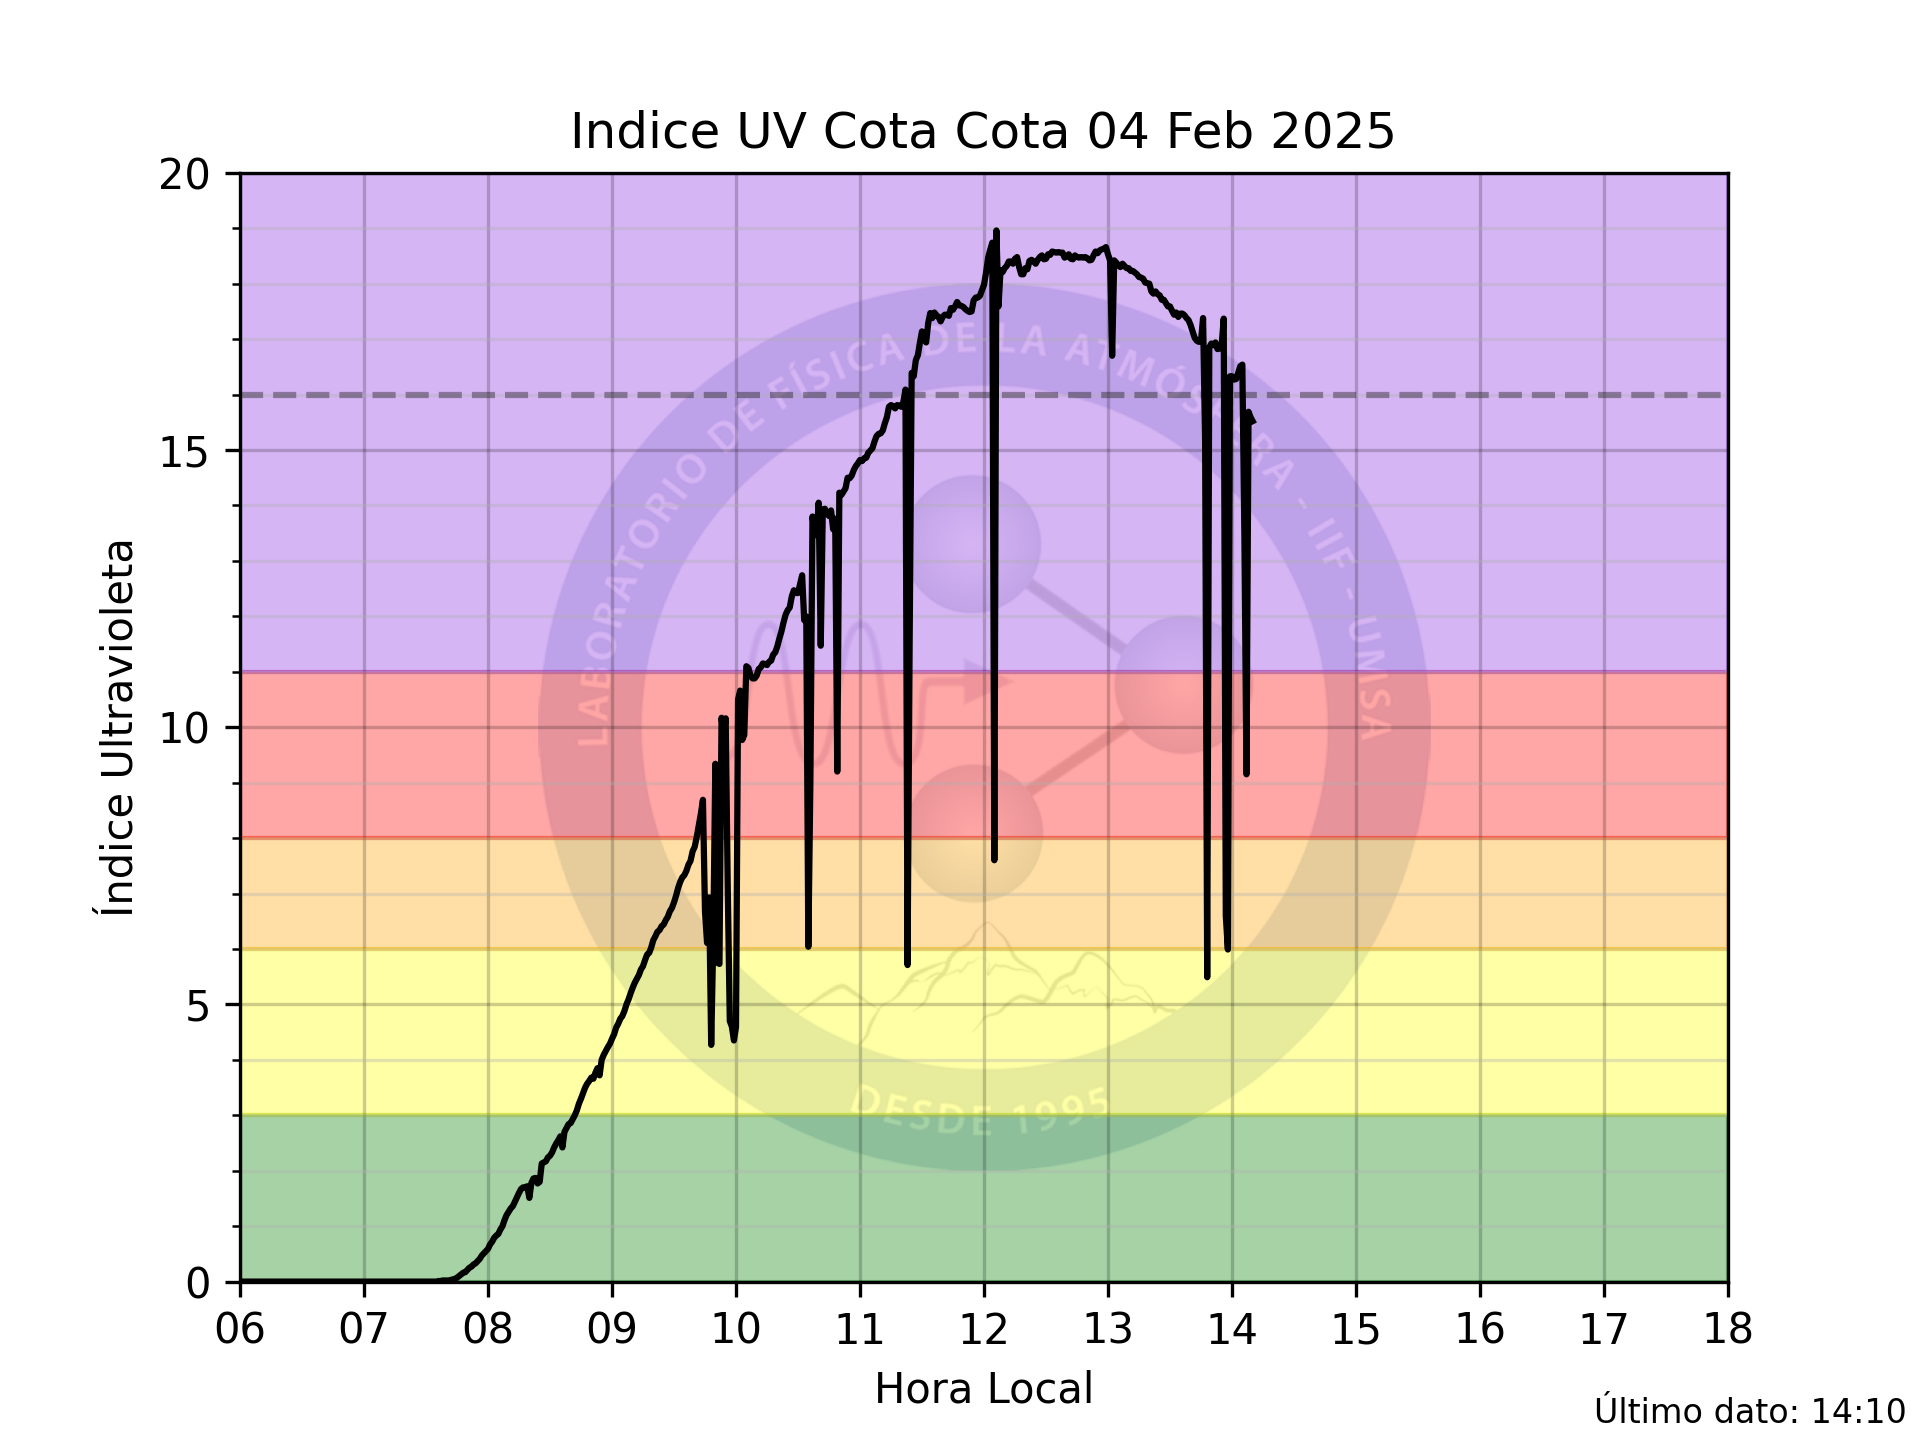 Indice UV Cota Cota 04 Feb 2025
20
15
10
5
0
Índice Ultravioleta
LABORATORIO DE FÍSICA DE LA ATMÓSFERA - IIF - UMSA
DESDE 1995
06 07 08 09 10 11 12 13 14 15 16 17 18
Hora Local
Último dato: 14:10